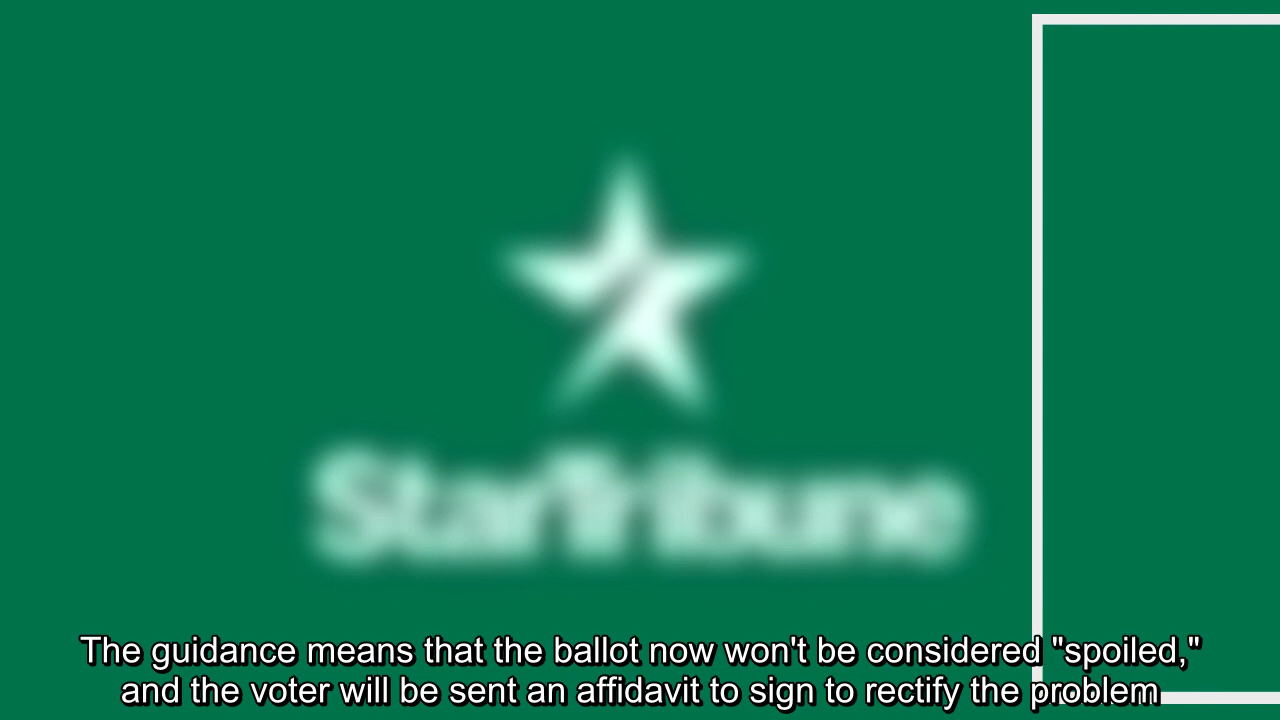 StarTribune
The guidance means that the ballot now won't be considered "spoiled,"
and the voter will be sent an affidavit to sign to rectify the problem